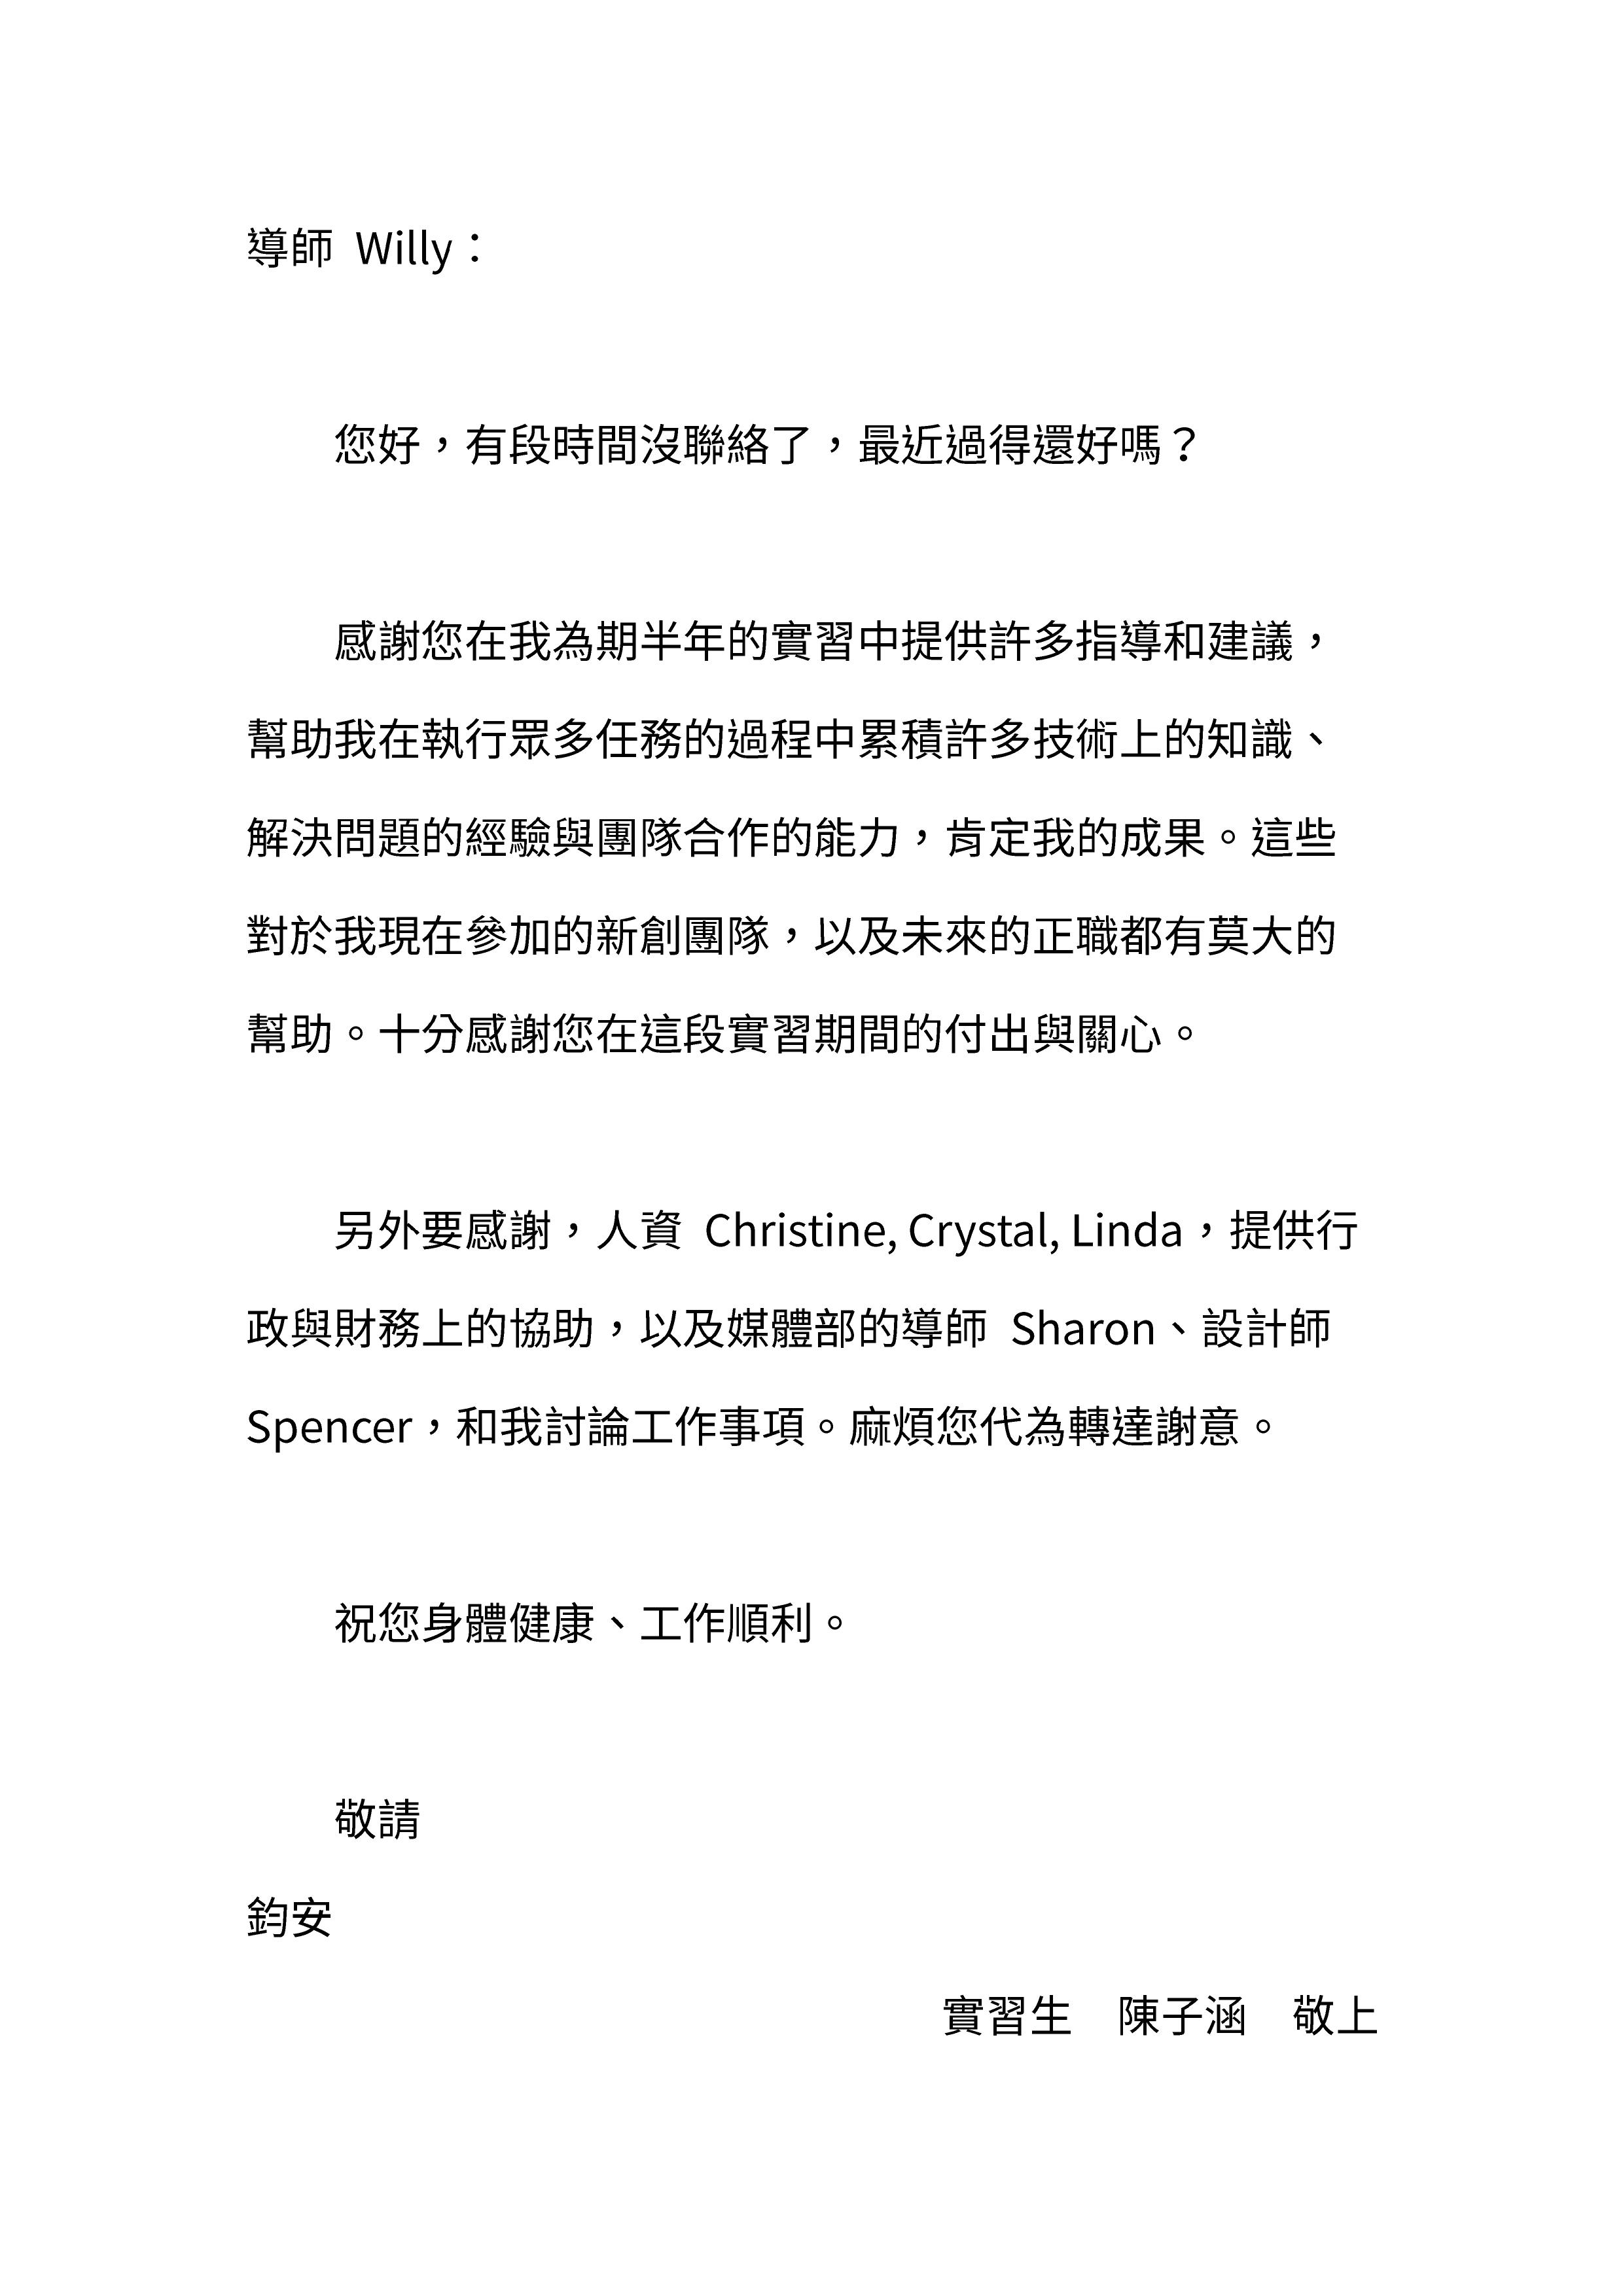 導師 Willy：
您好，有段時間沒聯絡了，最近過得還好嗎？
感謝您在我為期半年的實習中提供許多指導和建議，
幫助我在執行眾多任務的過程中累積許多技術上的知識、
解決問題的經驗與團隊合作的能力，肯定我的成果。這些
對於我現在參加的新創團隊，以及未來的正職都有莫大的
幫助。十分感謝您在這段實習期間的付出與關心。
另外要感謝，人資 Christine, Crystal, Linda，提供行
政與財務上的協助，以及媒體部的導師 Sharon、設計師
Spencer，和我討論工作事項。麻煩您代為轉達謝意。
祝您身體健康、工作順利。
敬請
鈞安
實習生　陳子涵　敬上